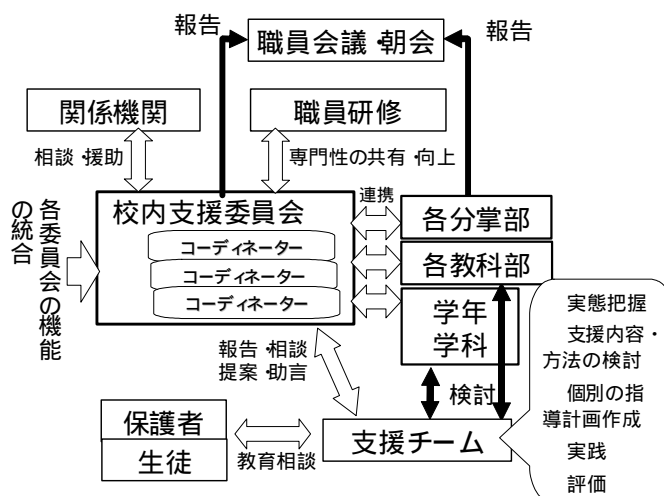 報告
職員会議・朝会
報告
関係機関
職員研修
相談・援助
専門性の共有・向上
各委員会の機能
の統合
校内支援委員会
コーディネーター
コーディネーター
コーディネーター
連携
各分掌部
各教科部
学年
学科
報告・相談
提案・助言
検討
保護者
生徒
教育相談
支援チーム
実態把握
支援内容・
方法の検討
個別の指
導計画作成
実践
評価